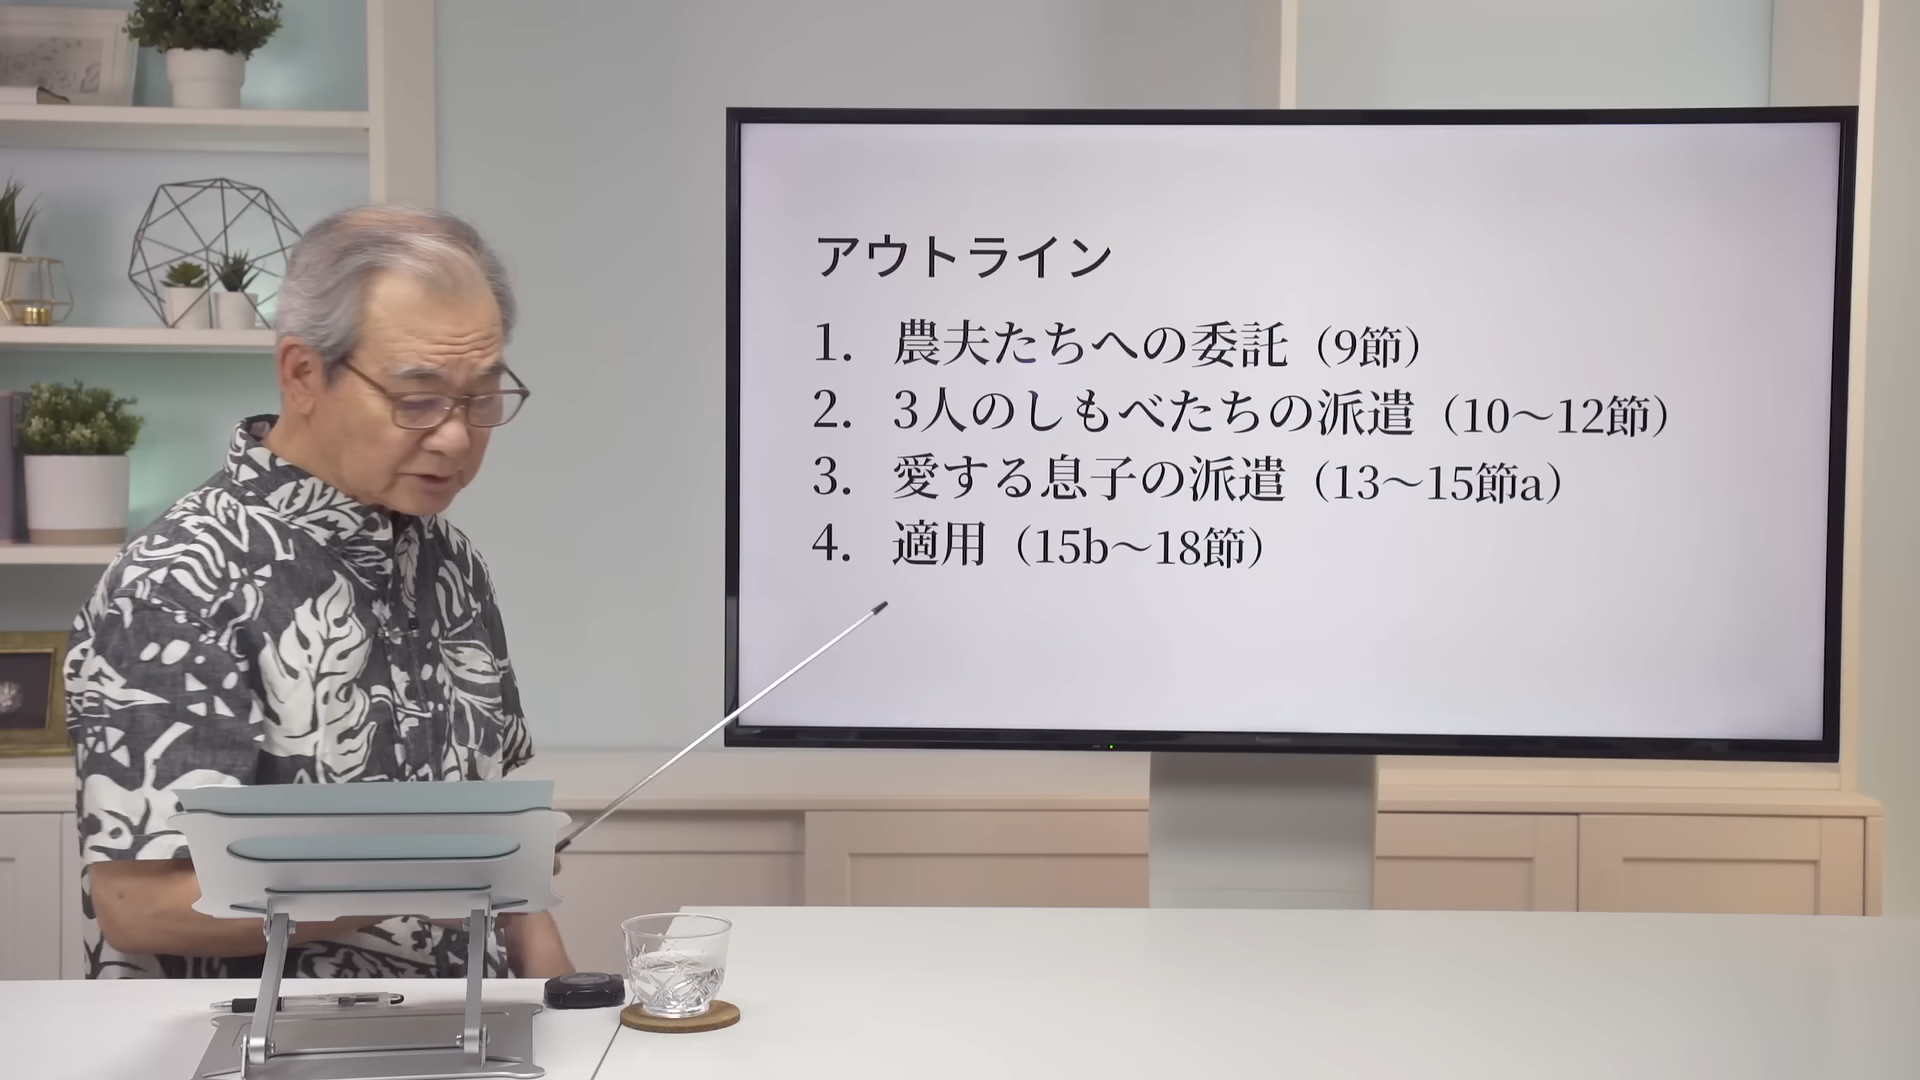 アウトライン
1. 農夫たちへの委託（9節）
2. 3人のしもべたちの派遣（10〜12節）
3. 愛する息子の派遣（13〜15節a）
4. 適用（15b〜18節）